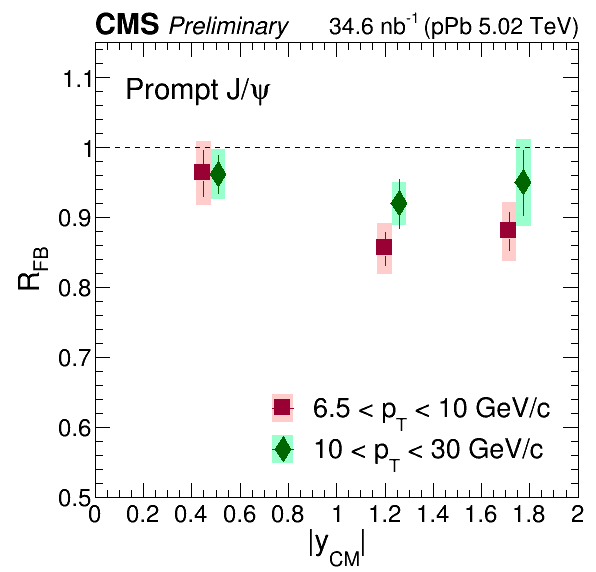 CMS Preliminary 34.6 nb⁻¹ (pPb 5.02 TeV)
Prompt J/ψ
1.1
1
0.9
0.8
0.7
0.6
0.5
R_FB
6.5 < p_T < 10 GeV/c
10 < p_T < 30 GeV/c
0 0.2 0.4 0.6 0.8 1 1.2 1.4 1.6 1.8 2
|y_CM|